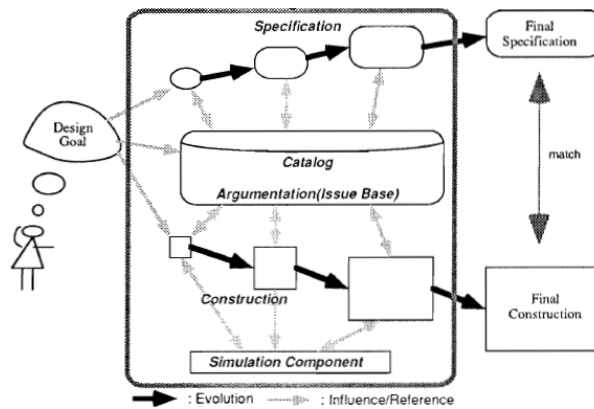 Specification
Final
Specification
Design
Goal
Catalog
match
Argumentation(Issue Base)
Construction
Final
Construction
Simulation Component
: Evolution
: Influence/Reference